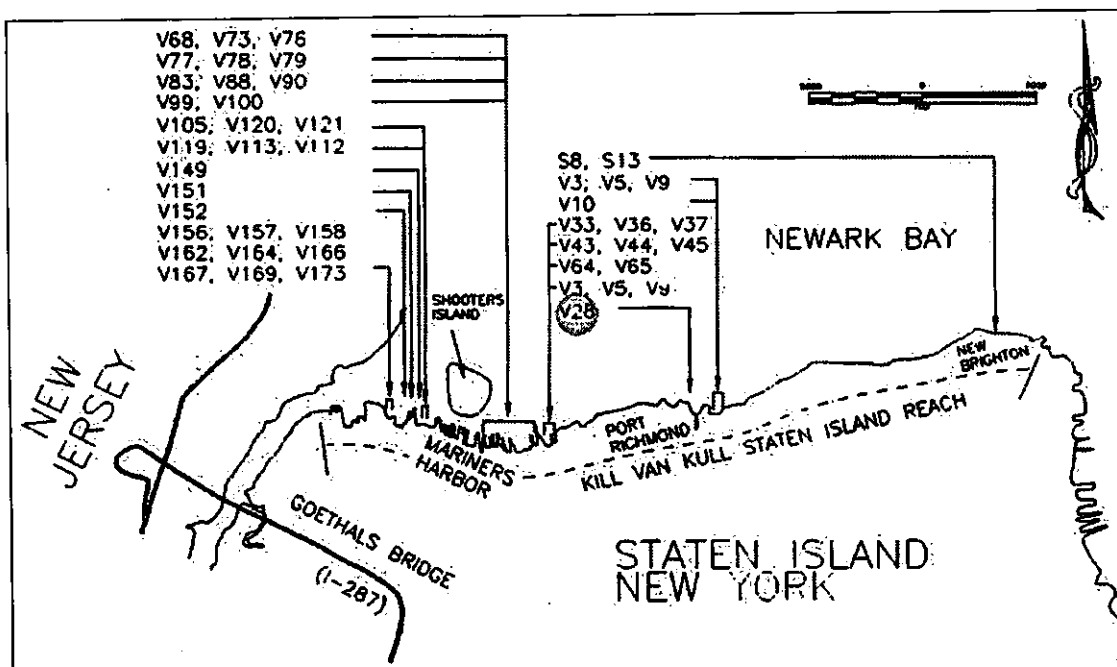 V68, V73, V76
V77, V78, V79
V83, V88, V90
V99, V100
V105, V120, V121
V119, V113, V112
V149
V151
V152
V156, V157, V158
V162, V164, V166
V167, V169, V173
S8, S13
V3, V5, V9
V10
V33, V36, V37
V43, V44, V45
V64, V65
V3, V5, V9
V28
0
NEWARK BAY
SHOOTERS
ISLAND
NEW
JERSEY
NEW
BRIGHTON
PORT
RICHMOND
MARINERS
HARBOR
KILL VAN KULL STATEN ISLAND REACH
GOETHALS BRIDGE
(I-287)
STATEN ISLAND
NEW YORK